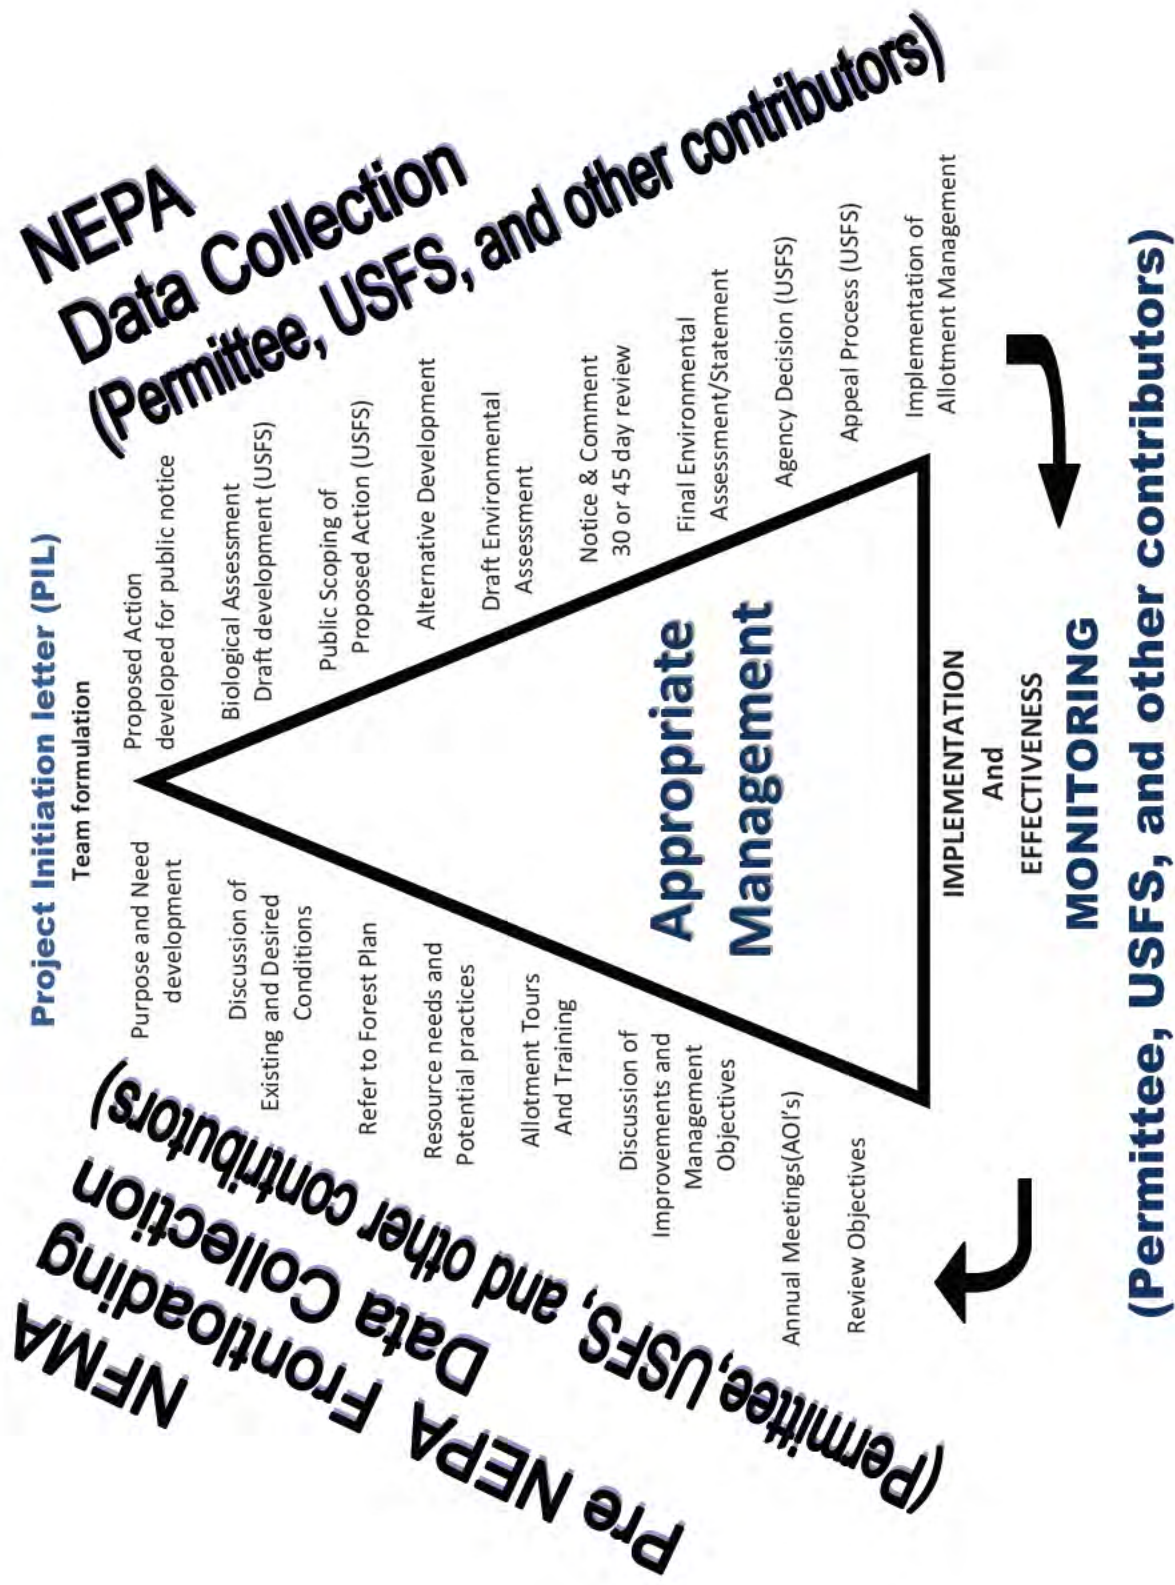 Project Initiation letter (PIL)
Team formulation
NFMA
Pre NEPA Frontloading
Data Collection
(Permittee,USFS, and other contributors)
Purpose and Need
development
Discussion of
Existing and Desired
Conditions
Refer to Forest Plan
Resource needs and
Potential practices
Allotment Tours
And Training
Discussion of
Improvements and
Management
Objectives
Annual Meetings(AOI's)
Review Objectives
NEPA
Data Collection
(Permittee, USFS, and other contributors)
Proposed Action
developed for public notice
Biological Assessment
Draft development (USFS)
Public Scoping of
Proposed Action (USFS)
Alternative Development
Draft Environmental
Assessment
Notice & Comment
30 or 45 day review
Final Environmental
Assessment/Statement
Agency Decision (USFS)
Appeal Process (USFS)
Implementation of
Allotment Management
Appropriate
Management
IMPLEMENTATION
And
EFFECTIVENESS
MONITORING
(Permittee, USFS, and other contributors)